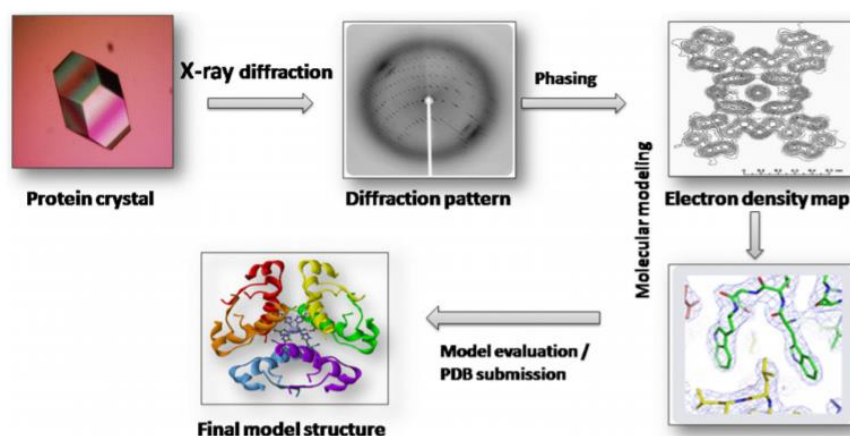 X-ray diffraction
Phasing
Protein crystal
Diffraction pattern
Electron density map
Molecular modeling
Model evaluation /
PDB submission
Final model structure